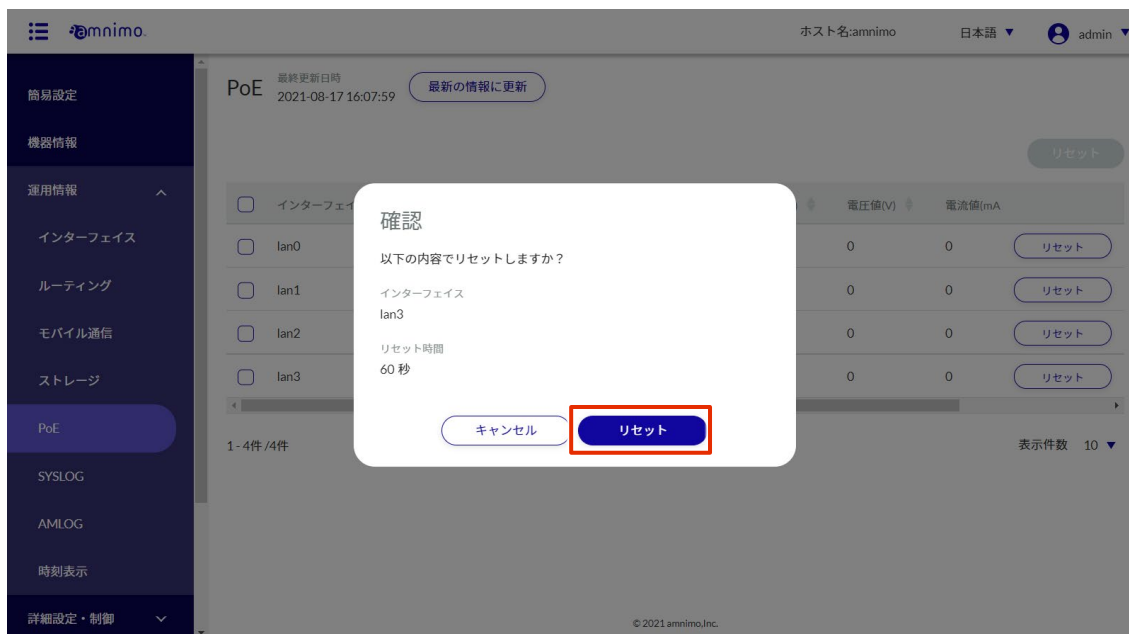 amnimo.
ホスト名:amnimo
日本語 ▼
admin ▼
簡易設定
機器情報
運用情報
インターフェイス
ルーティング
モバイル通信
ストレージ
PoE
SYSLOG
AMLOG
時刻表示
詳細設定・制御
PoE
最終更新日時
2021-08-17 16:07:59
最新の情報に更新
リセット
インターフェイ
電圧値(V)
電流値(mA
lan0 0 0 リセット
lan1 0 0 リセット
lan2 0 0 リセット
lan3 0 0 リセット
1 - 4件 /4件
表示件数 10 ▼
確認
以下の内容でリセットしますか？
インターフェイス
lan3
リセット時間
60 秒
キャンセル
リセット
© 2021 amnimo,Inc.